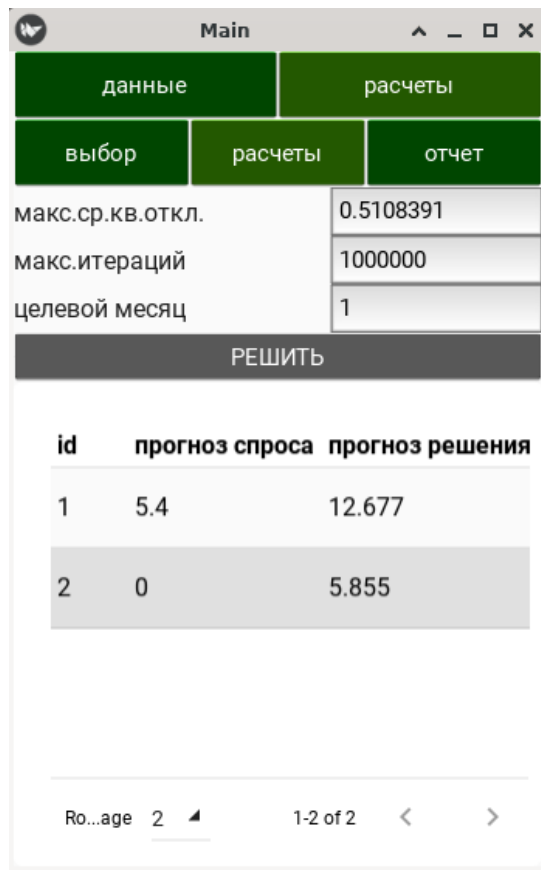 Main
данные расчеты
выбор расчеты отчет
макс.ср.кв.откл. 0.5108391
макс.итераций 1000000
целевой месяц 1
РЕШИТЬ
id прогноз спроса прогноз решения
1 5.4 12.677
2 0 5.855
Ro...age 2 1-2 of 2